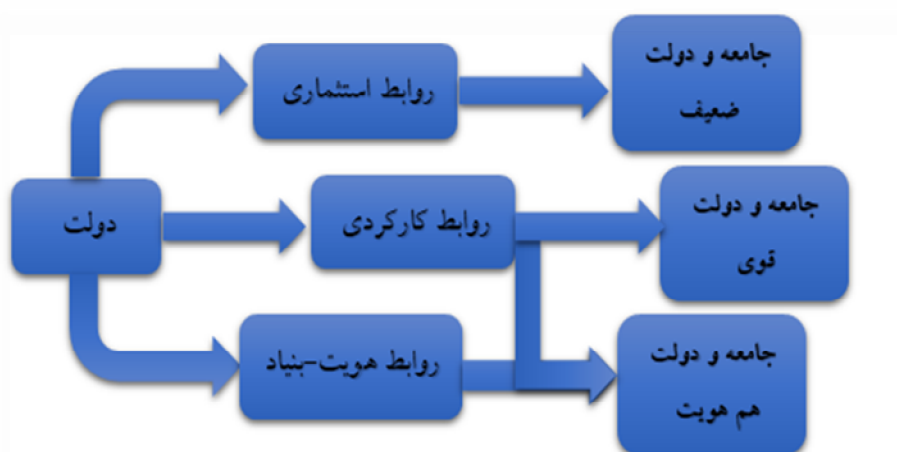 جامعه و دولت
ضعیف
روابط استثماری
جامعه و دولت
قوی
روابط کارکردی
دولت
جامعه و دولت
هم هویت
روابط هویت-بنیاد